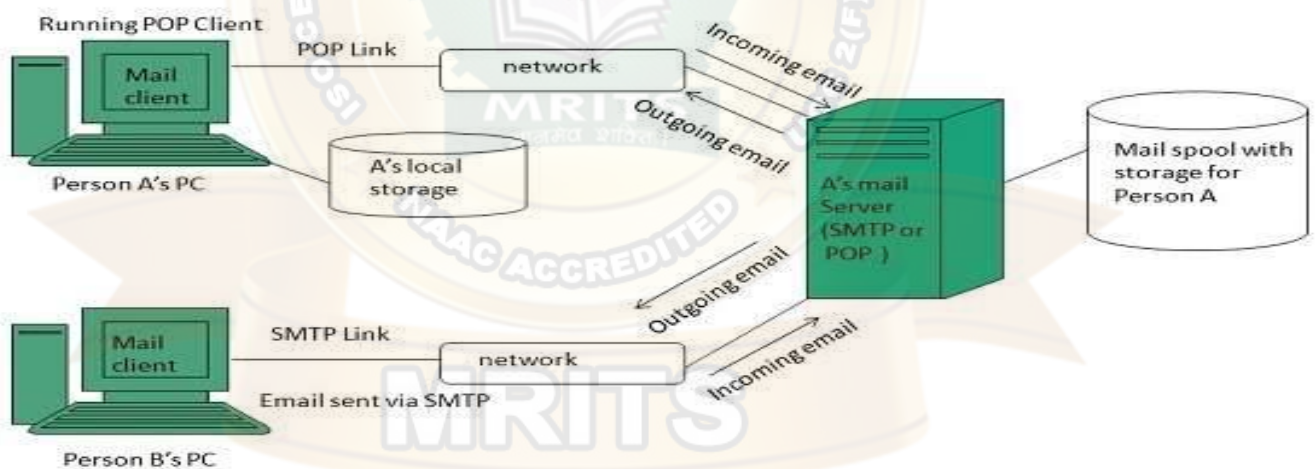 Running POP Client
POP Link
Mail
client
network
Incoming email
Outgoing email
Person A's PC
A's local
storage
A's mail
Server
(SMTP or
POP )
Mail spool with
storage for
Person A
MRITS
NAAC ACCREDITED
Outgoing email
Incoming email
Mail
client
SMTP Link
network
Email sent via SMTP
MRITS
Person B's PC